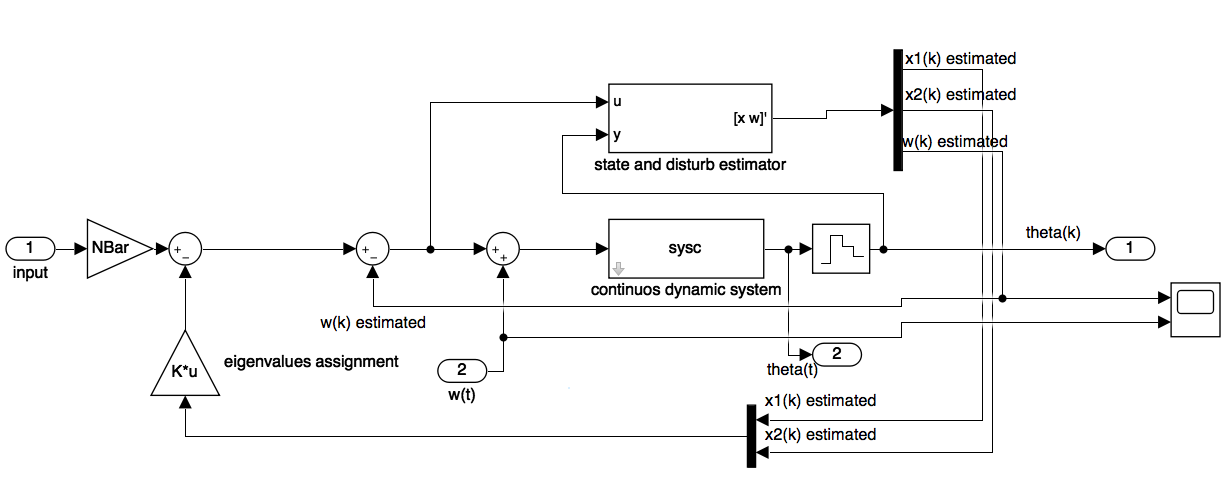 x1(k) estimated
x2(k) estimated
u
[x w]'
y
w(k) estimated
state and disturb estimator
1
input
NBar
+
−
+
−
+
+
sysc
continuos dynamic system
theta(k)
1
w(k) estimated
2
theta(t)
K*u
eigenvalues assignment
2
w(t)
x1(k) estimated
x2(k) estimated